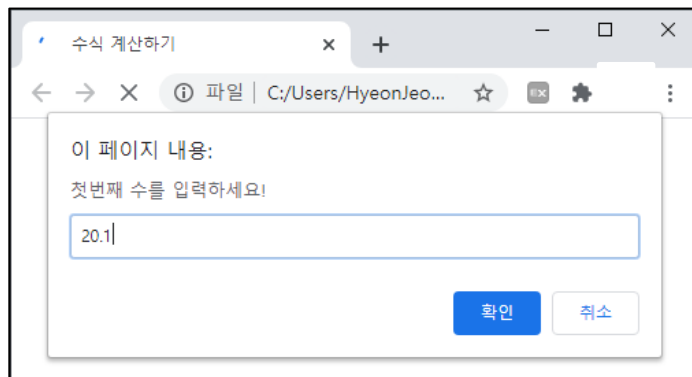 수식 계산하기
파일 | C:/Users/HyeonJeo...
이 페이지 내용:
첫번째 수를 입력하세요!
20.1
확인 취소